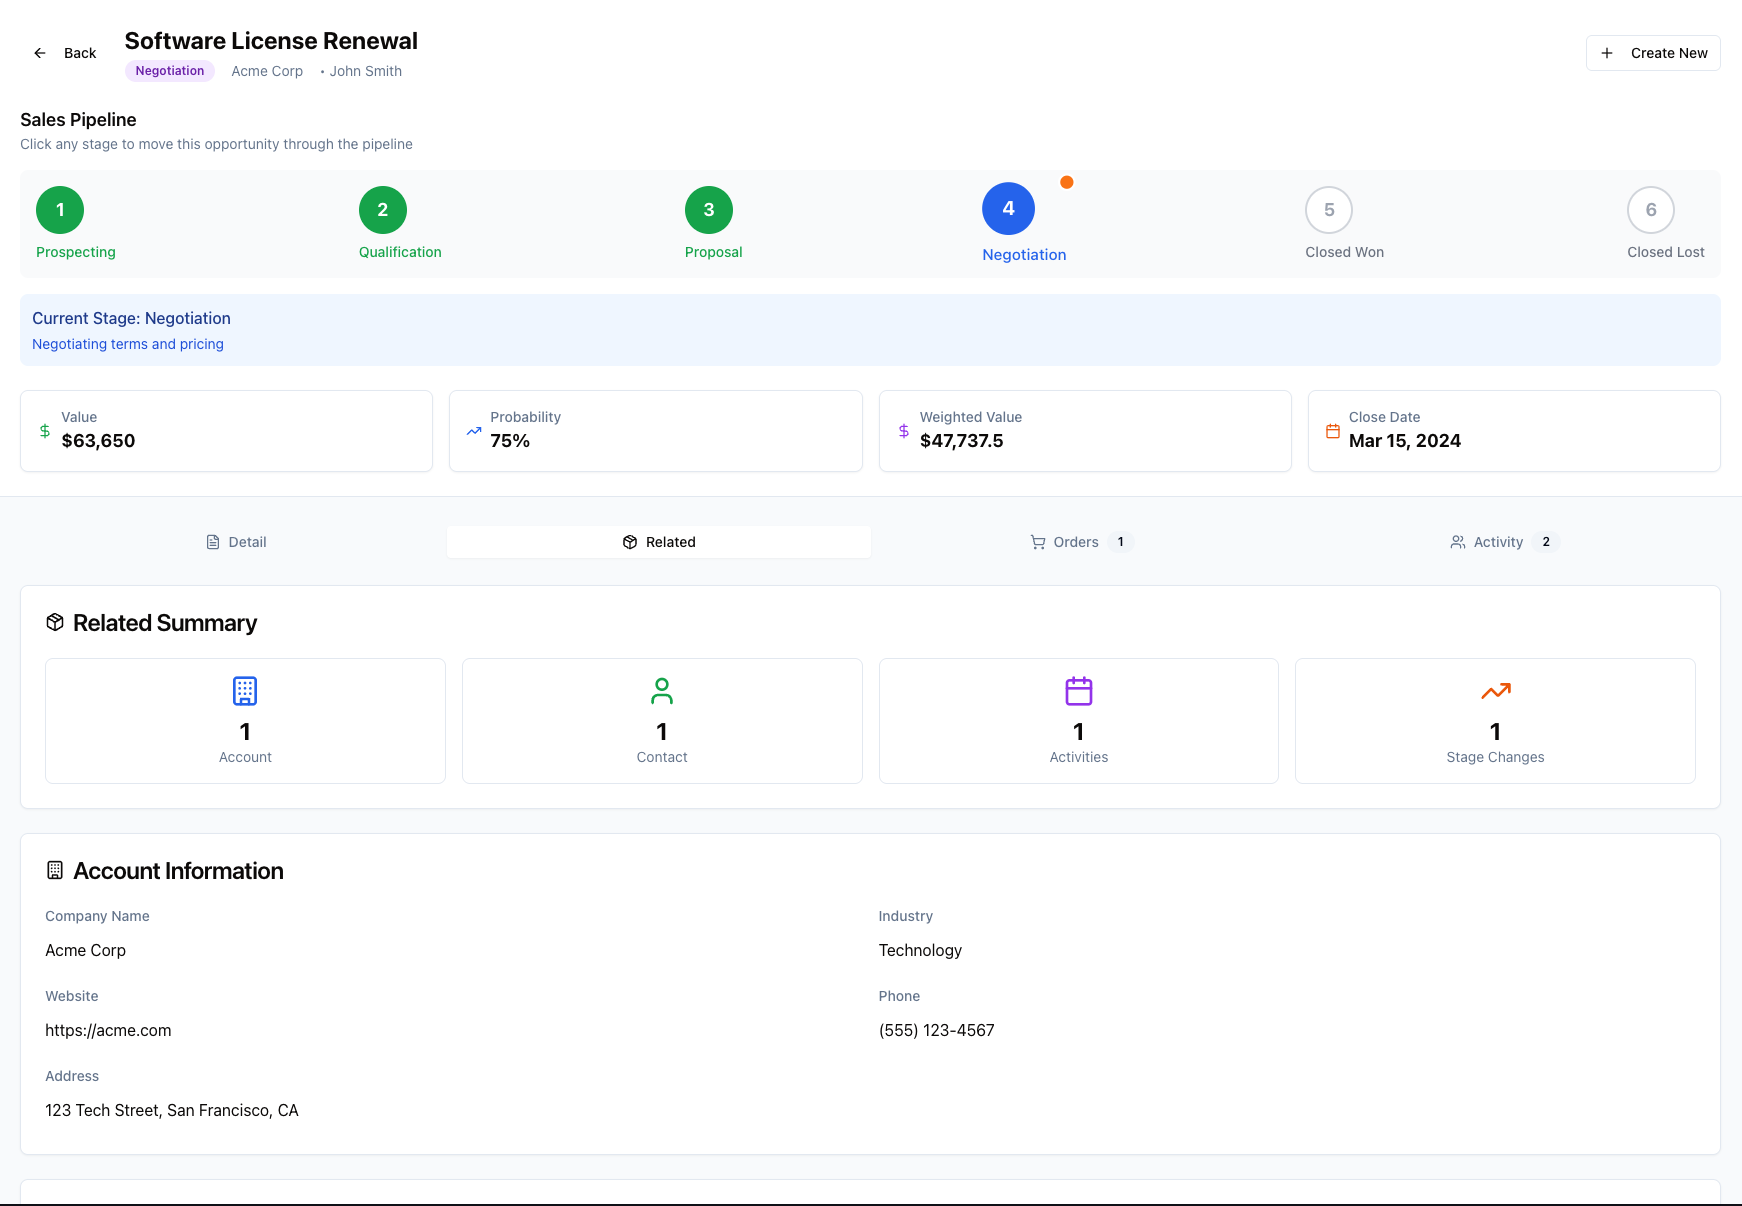 Back
Software License Renewal
Negotiation Acme Corp • John Smith
Create New
Sales Pipeline
Click any stage to move this opportunity through the pipeline
1 2 3 4 5 6
Prospecting Qualification Proposal Negotiation Closed Won Closed Lost
Current Stage: Negotiation
Negotiating terms and pricing
Value
$63,650
Probability
75%
Weighted Value
$47,737.5
Close Date
Mar 15, 2024
Detail Related Orders 1 Activity 2
Related Summary
1
Account
1
Contact
1
Activities
1
Stage Changes
Account Information
Company Name
Acme Corp
Industry
Technology
Website
https://acme.com
Phone
(555) 123-4567
Address
123 Tech Street, San Francisco, CA